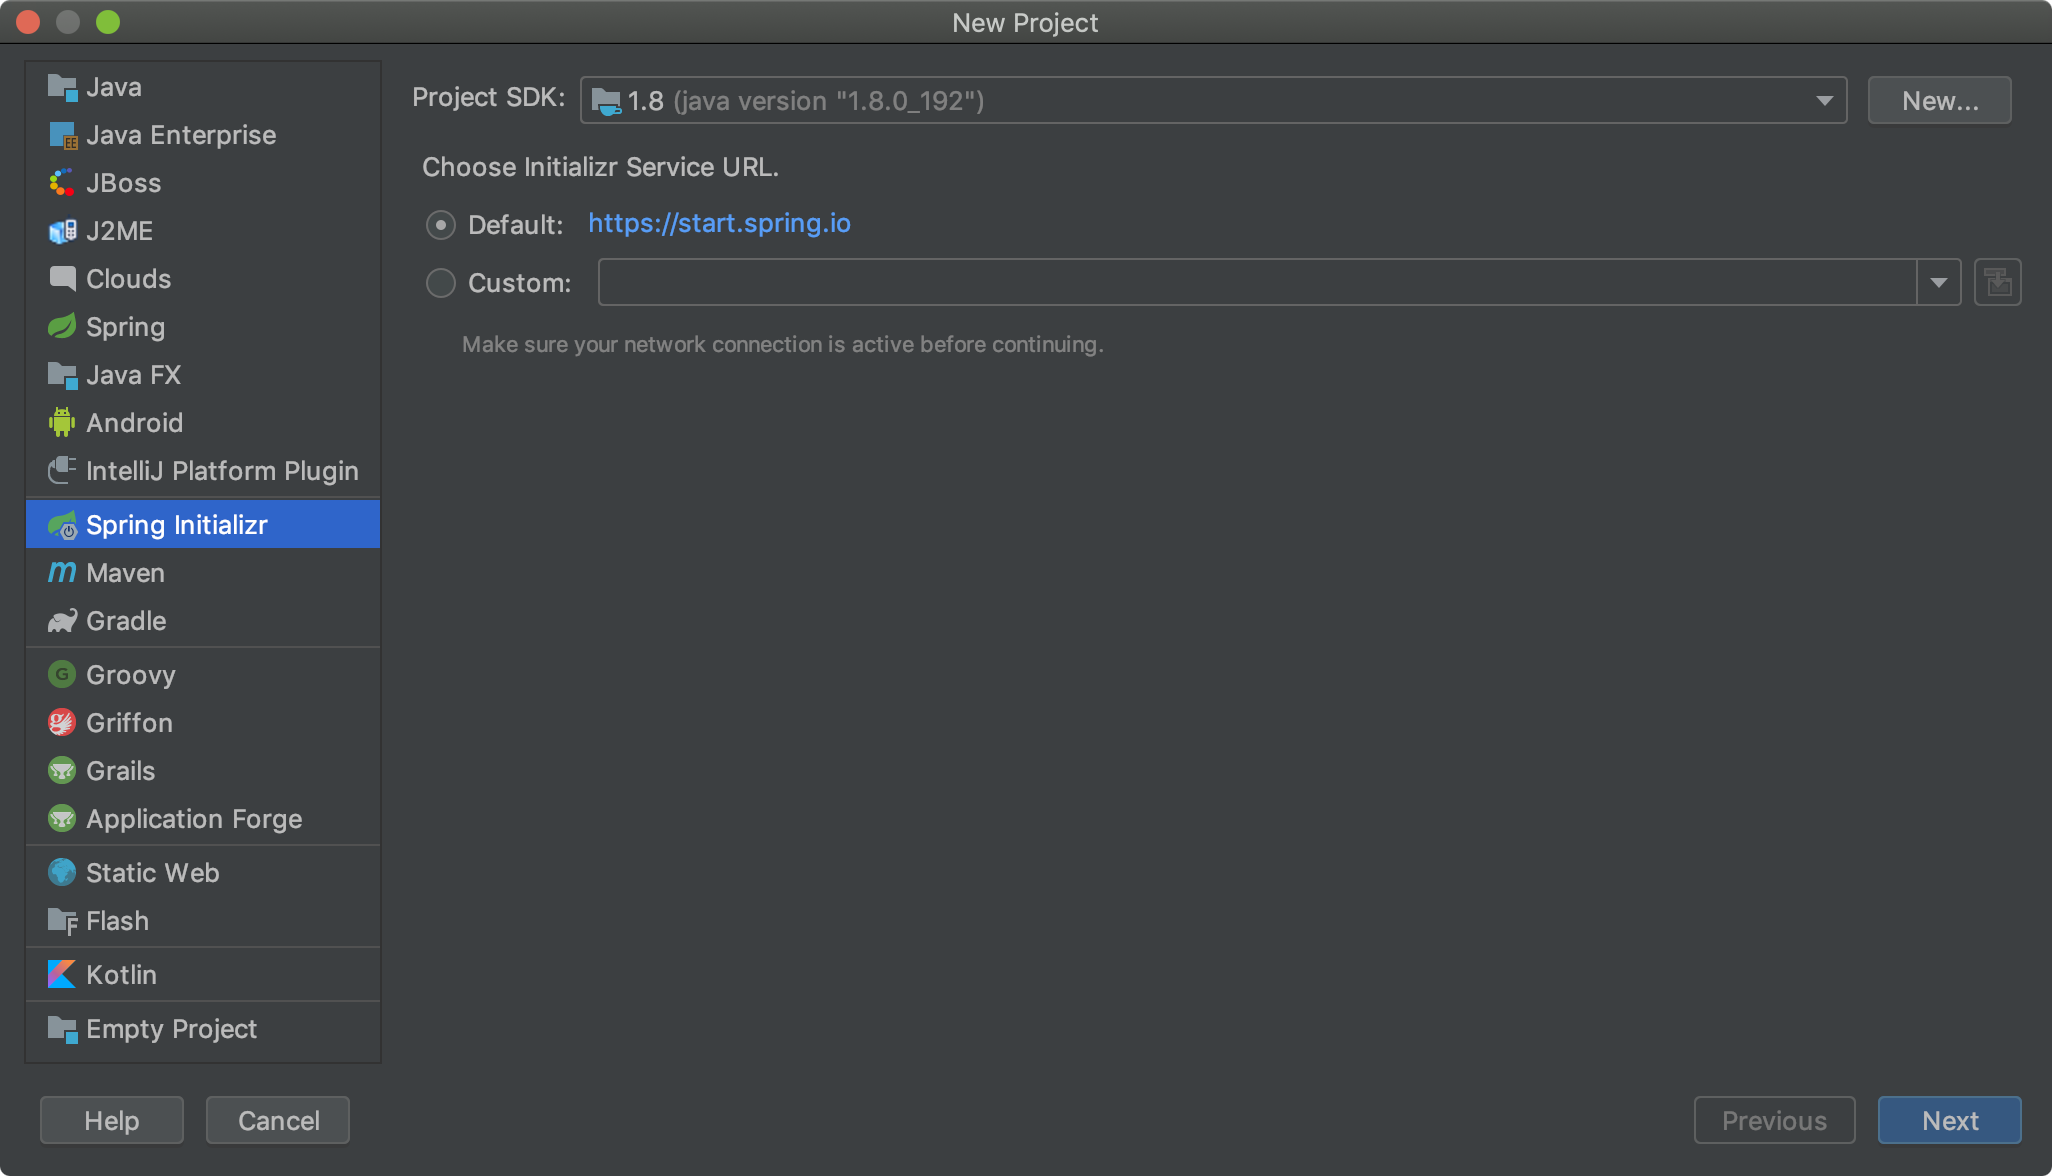 New Project
Java
Java Enterprise
JBoss
J2ME
Clouds
Spring
Java FX
Android
IntelliJ Platform Plugin
Spring Initializr
Maven
Gradle
Groovy
Griffon
Grails
Application Forge
Static Web
Flash
Kotlin
Empty Project
Project SDK: 1.8 (java version "1.8.0_192") New...
Choose Initializr Service URL.
Default: https://start.spring.io
Custom:
Make sure your network connection is active before continuing.
Help Cancel Previous Next